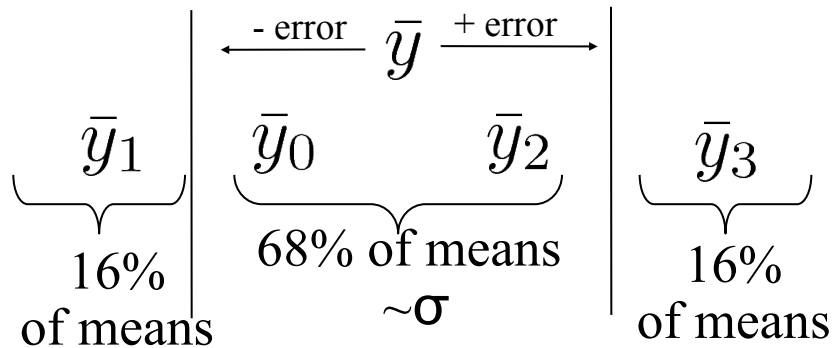 - error ȳ + error
ȳ₁ ȳ₀ ȳ₂ ȳ₃
16% 68% of means 16%
of means ~σ of means